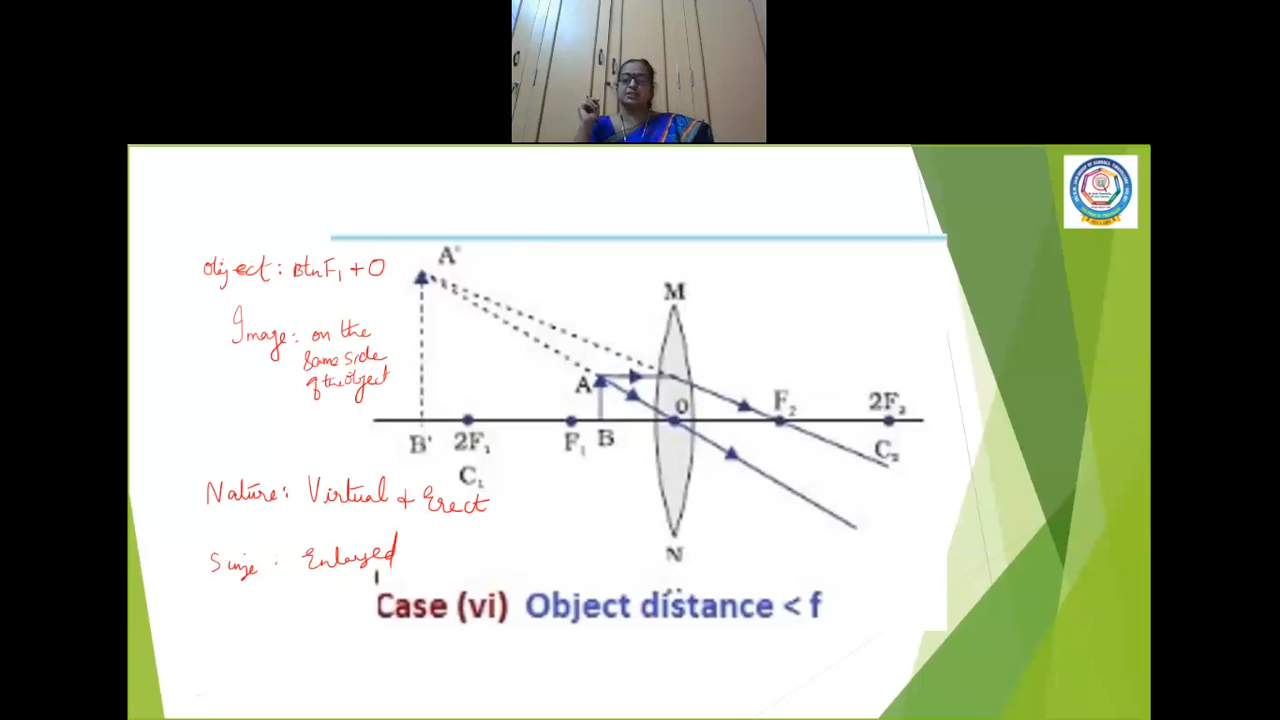 Object: Btn F₁ + O
Image: on the
same side
of the object
A'
M
A
O
F₂
2F₂
B'
2F₁
F₁
B
C₂
C₁
Nature: Virtual + Erect
Size: Enlarged
N
Case (vi) Object distance < f